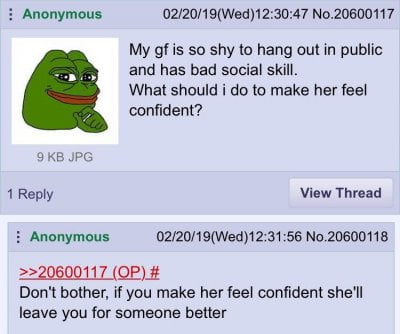 Anonymous 02/20/19(Wed)12:30:47 No.20600117
My gf is so shy to hang out in public
and has bad social skill.
What should i do to make her feel
confident?
9 KB JPG
1 Reply View Thread
Anonymous 02/20/19(Wed)12:31:56 No.20600118
>>20600117 (OP) #
Don't bother, if you make her feel confident she'll
leave you for someone better